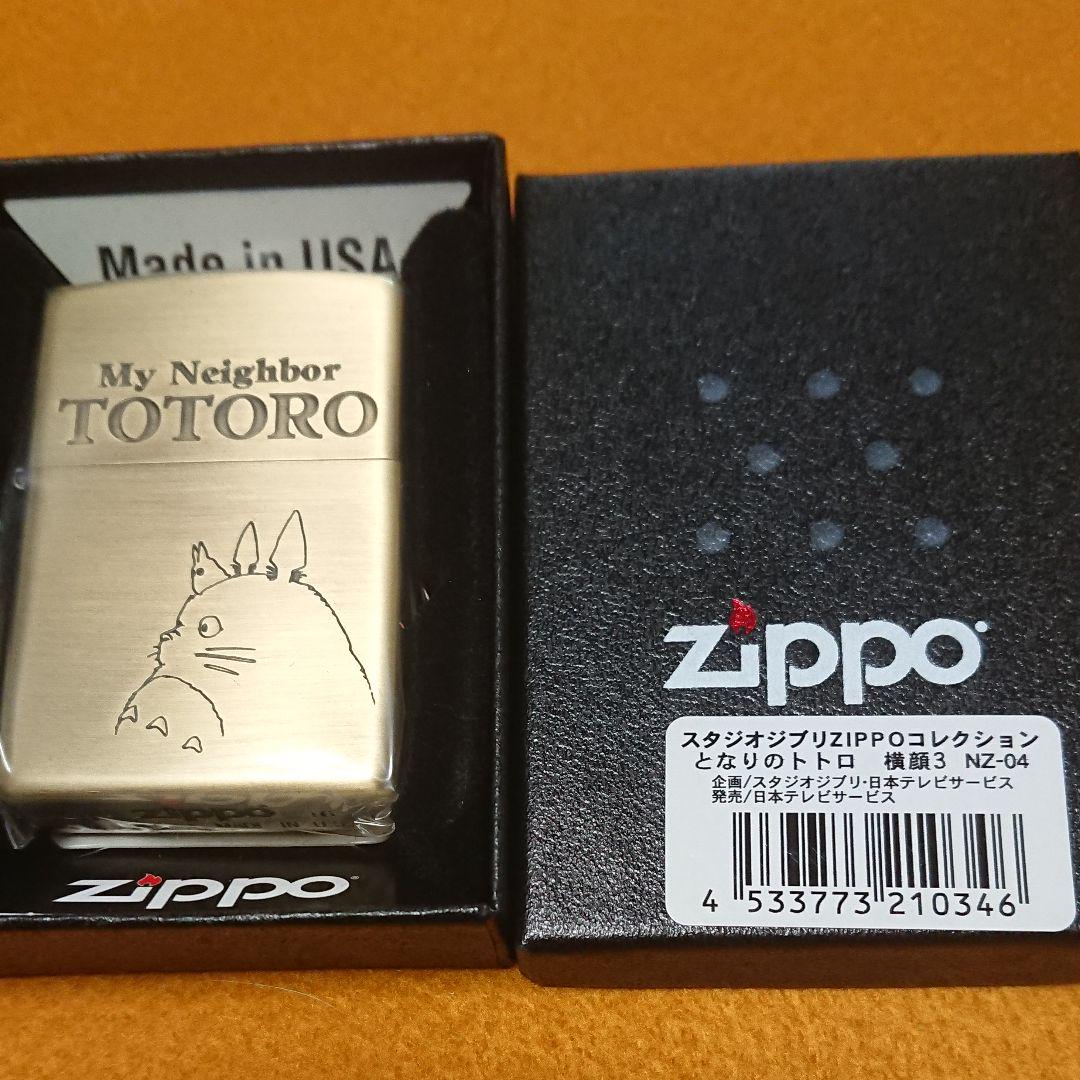 Made in USA
My Neighbor
TOTORO
zippo
zippo
スタジオジブリZIPPOコレクション
となりのトトロ 横顔3 NZ-04
企画/スタジオジブリ・日本テレビサービス
発売/日本テレビサービス
4 533773 210346